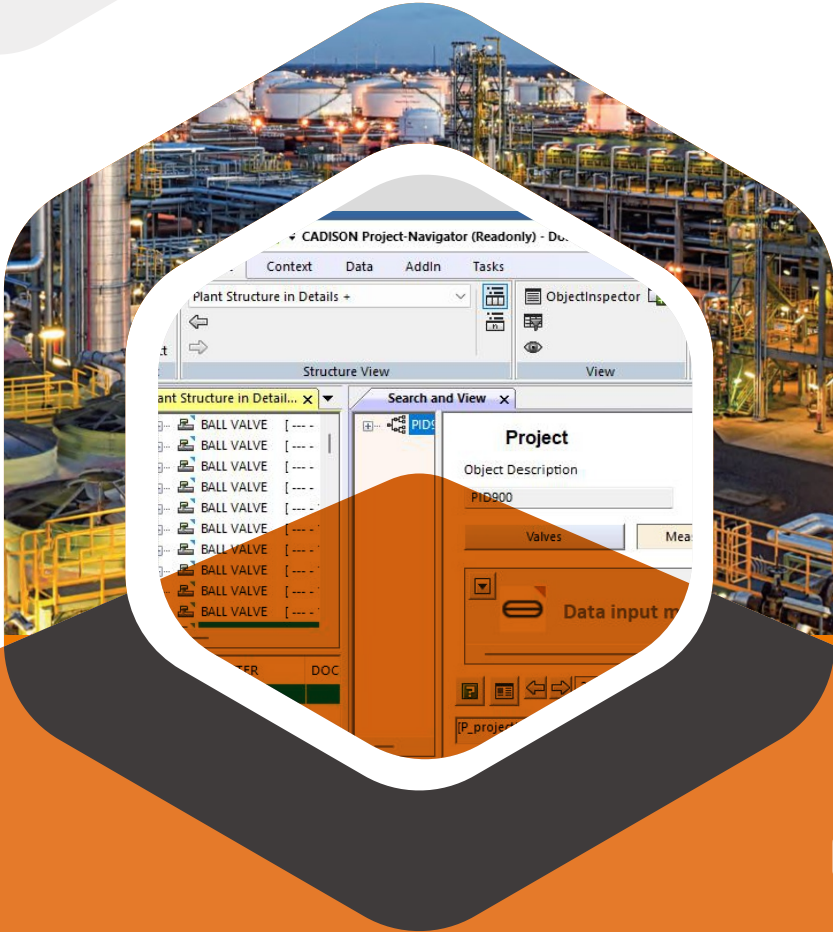 CADISON Project-Navigator (Readonly) -
Context Data AddIn Tasks
Plant Structure in Details +
ObjectInspector
Structure View
View
Structure in Detail...
Search and View
BALL VALVE [ --- -
BALL VALVE [ --- -
BALL VALVE [ --- -
BALL VALVE [ --- -
BALL VALVE [ --- -
BALL VALVE [ --- -
BALL VALVE [ --- -
BALL VALVE [ --- -
BALL VALVE [ --- -
BALL VALVE [ --- -
Project
Object Description
PID900
Valves
Data input
DOC